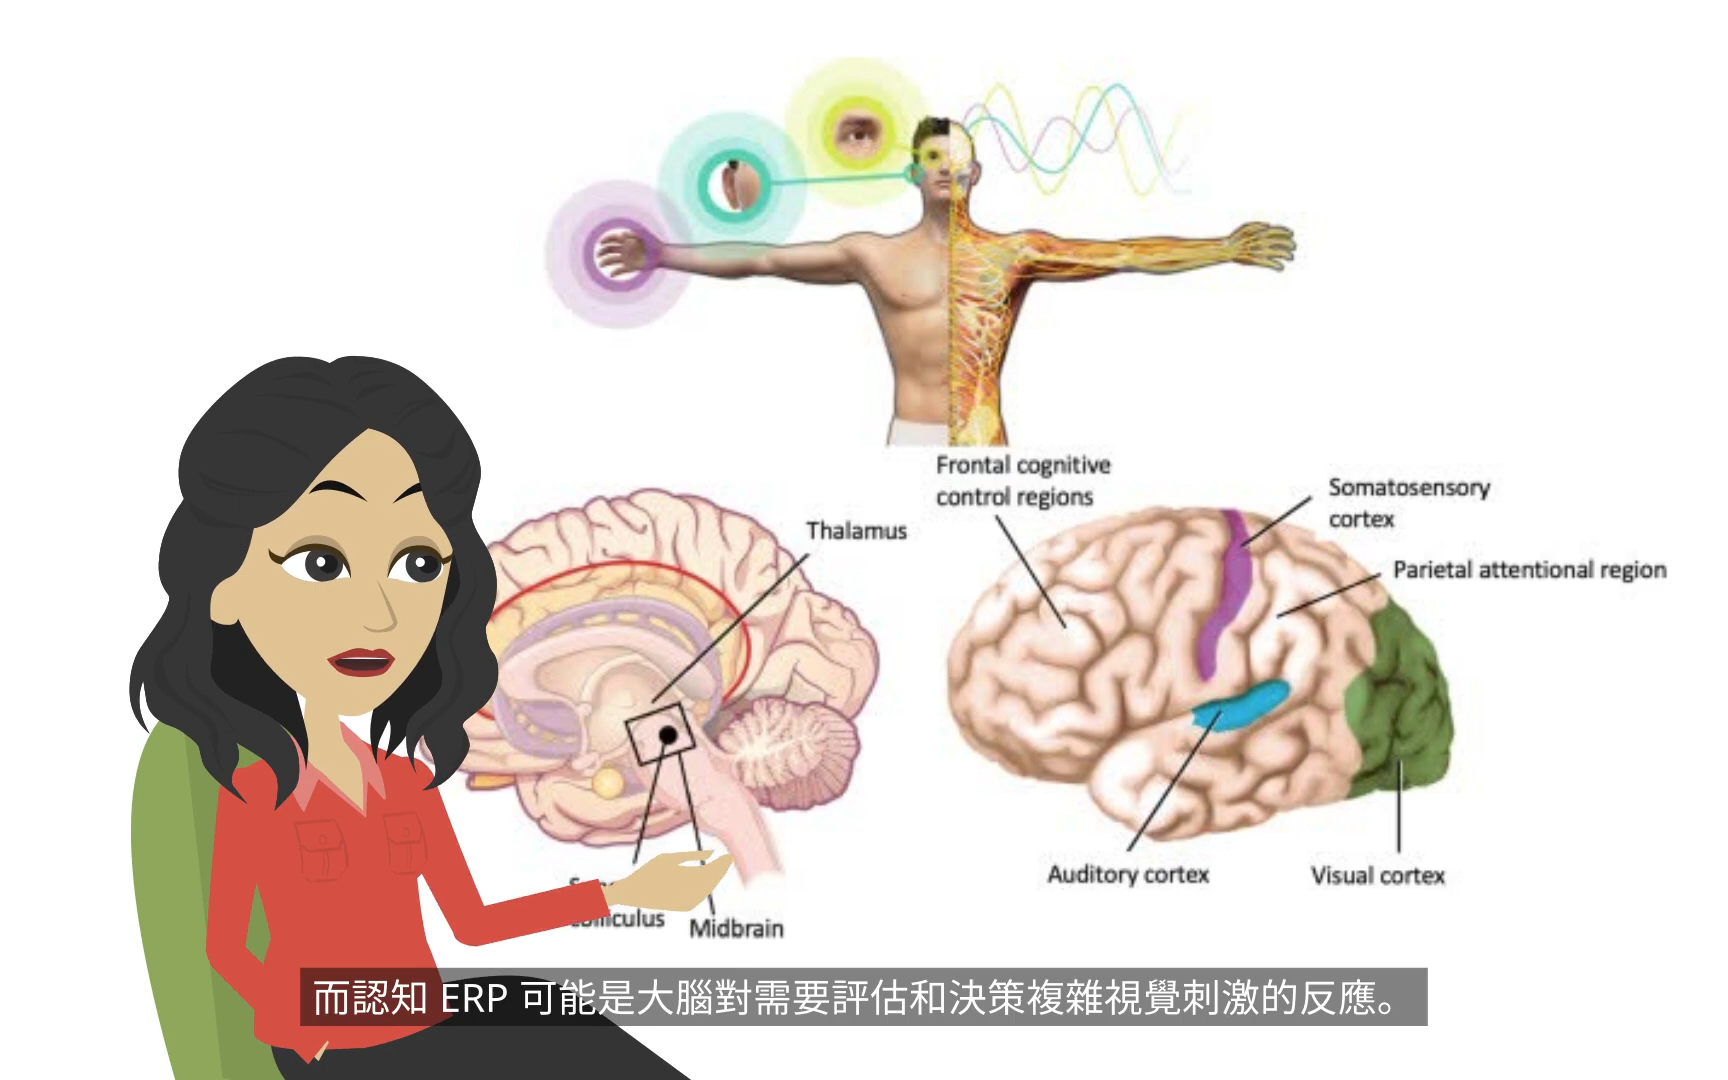 Frontal cognitive
control regions
Somatosensory
cortex
Thalamus
Parietal attentional region
Auditory cortex
Visual cortex
Midbrain
而認知 ERP 可能是大腦對需要評估和決策複雜視覺刺激的反應。